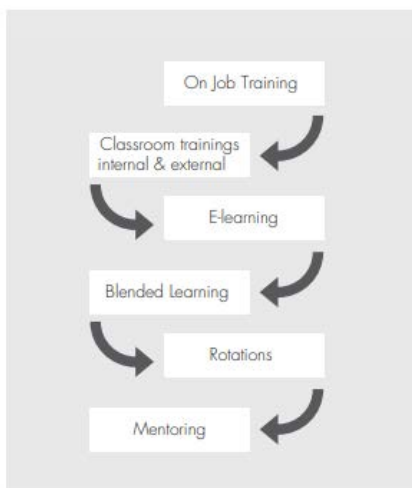 On Job Training
Classroom trainings
internal & external
E-learning
Blended Learning
Rotations
Mentoring